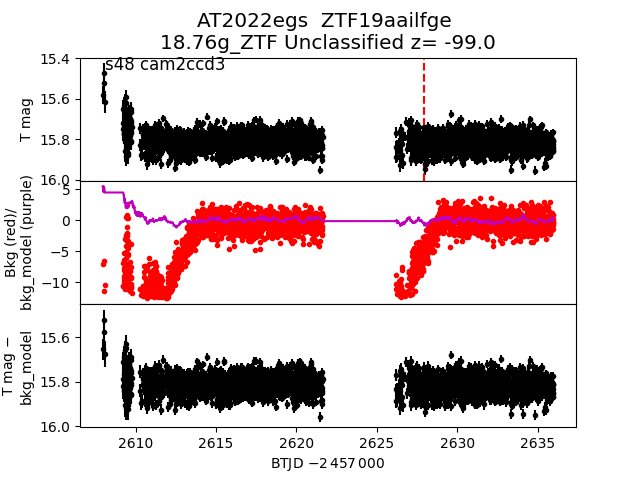 AT2022egs  ZTF19aailfge
18.76g_ZTF Unclassified z= -99.0
s48 cam2ccd3
T mag
15.4
15.6
15.8
16.0
Bkg (red)/
bkg_model (purple)
5
0
−5
−10
T mag −
bkg_model
15.6
15.8
16.0
2610
2615
2620
2625
2630
2635
BTJD −2 457 000